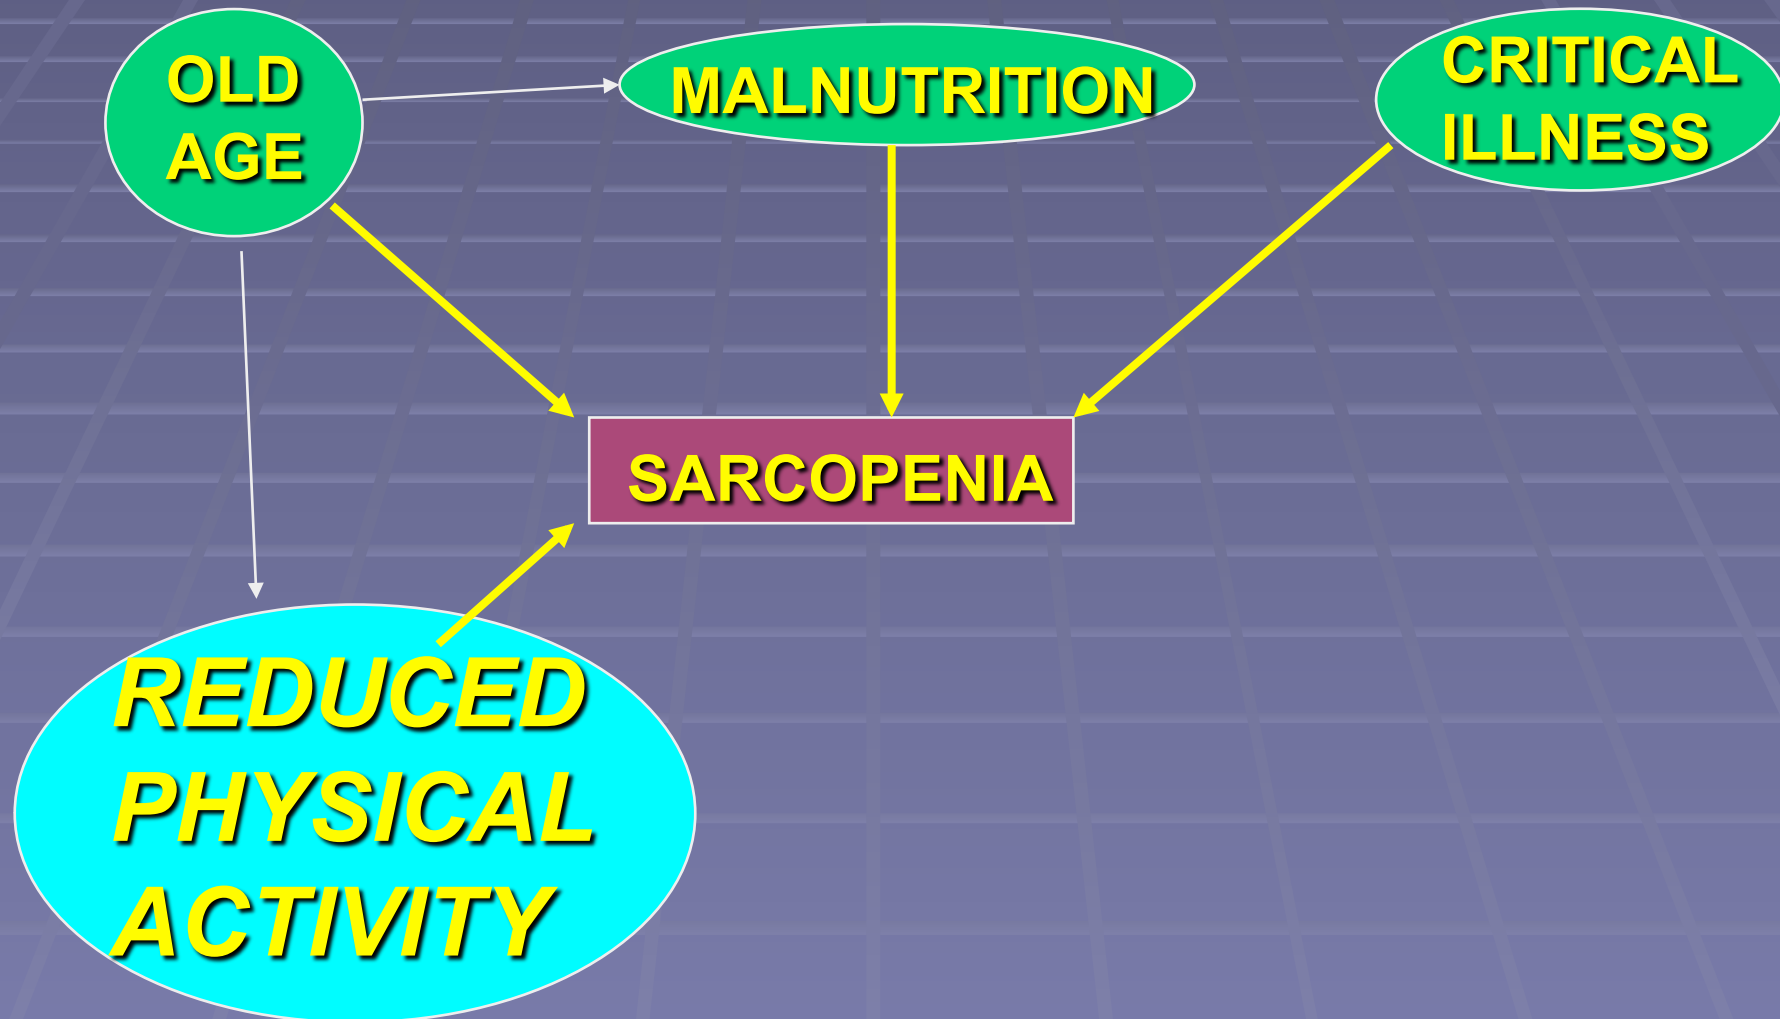 OLD
AGE
MALNUTRITION
CRITICAL
ILLNESS
SARCOPENIA
REDUCED
PHYSICAL
ACTIVITY